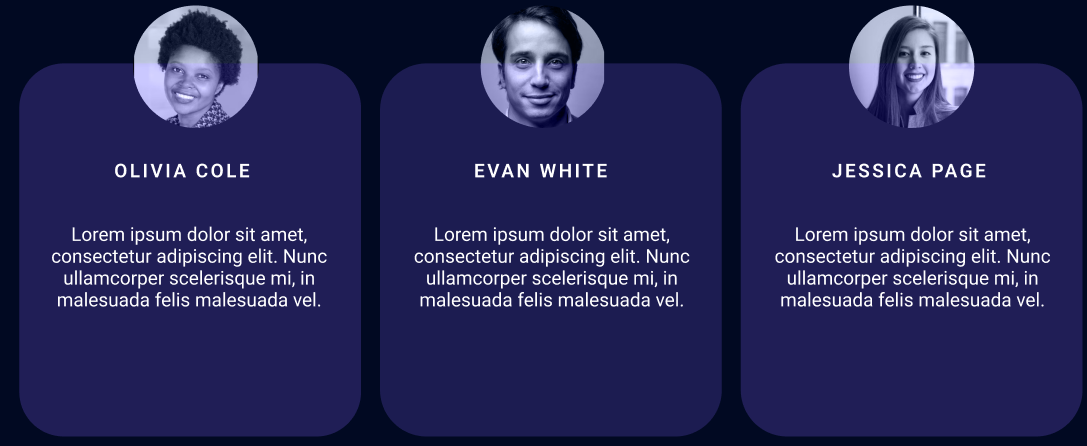 OLIVIA COLE
Lorem ipsum dolor sit amet,
consectetur adipiscing elit. Nunc
ullamcorper scelerisque mi, in
malesuada felis malesuada vel.
EVAN WHITE
Lorem ipsum dolor sit amet,
consectetur adipiscing elit. Nunc
ullamcorper scelerisque mi, in
malesuada felis malesuada vel.
JESSICA PAGE
Lorem ipsum dolor sit amet,
consectetur adipiscing elit. Nunc
ullamcorper scelerisque mi, in
malesuada felis malesuada vel.